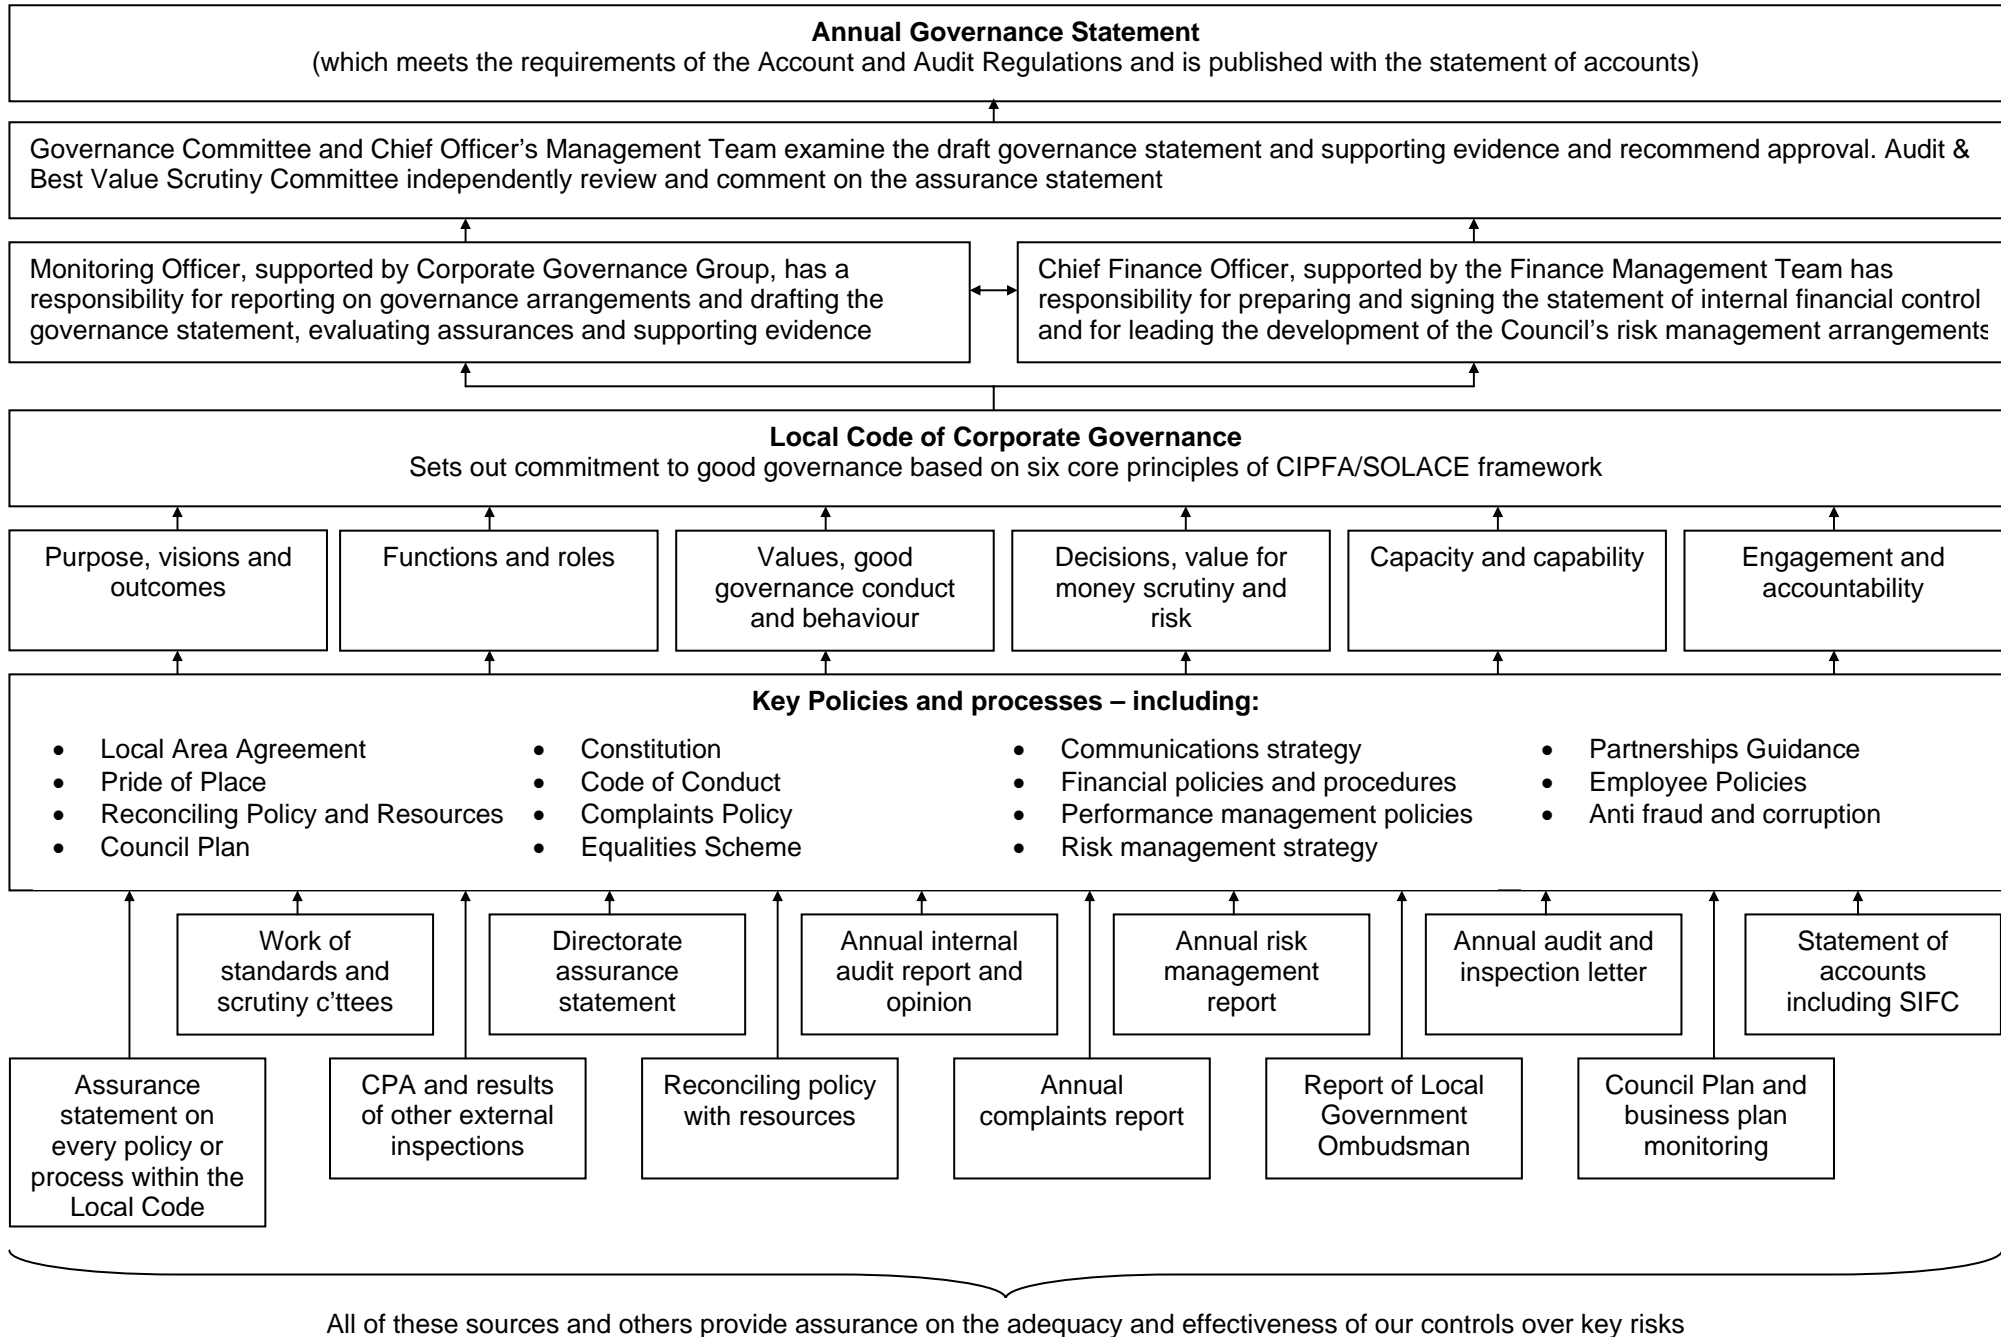 Annual Governance Statement
(which meets the requirements of the Account and Audit Regulations and is published with the statement of accounts)
Governance Committee and Chief Officer’s Management Team examine the draft governance statement and supporting evidence and recommend approval. Audit &
Best Value Scrutiny Committee independently review and comment on the assurance statement
Monitoring Officer, supported by Corporate Governance Group, has a
responsibility for reporting on governance arrangements and drafting the
governance statement, evaluating assurances and supporting evidence
Chief Finance Officer, supported by the Finance Management Team has
responsibility for preparing and signing the statement of internal financial control
and for leading the development of the Council’s risk management arrangements
Local Code of Corporate Governance
Sets out commitment to good governance based on six core principles of CIPFA/SOLACE framework
Purpose, visions and
outcomes
Functions and roles
Values, good
governance conduct
and behaviour
Decisions, value for
money scrutiny and
risk
Capacity and capability
Engagement and
accountability
Key Policies and processes – including:
• Local Area Agreement
• Pride of Place
• Reconciling Policy and Resources
• Council Plan
• Constitution
• Code of Conduct
• Complaints Policy
• Equalities Scheme
• Communications strategy
• Financial policies and procedures
• Performance management policies
• Risk management strategy
• Partnerships Guidance
• Employee Policies
• Anti fraud and corruption
Work of
standards and
scrutiny c’ttees
Directorate
assurance
statement
Annual internal
audit report and
opinion
Annual risk
management
report
Annual audit and
inspection letter
Statement of
accounts
including SIFC
Assurance
statement on
every policy or
process within the
Local Code
CPA and results
of other external
inspections
Reconciling policy
with resources
Annual
complaints report
Report of Local
Government
Ombudsman
Council Plan and
business plan
monitoring
All of these sources and others provide assurance on the adequacy and effectiveness of our controls over key risks